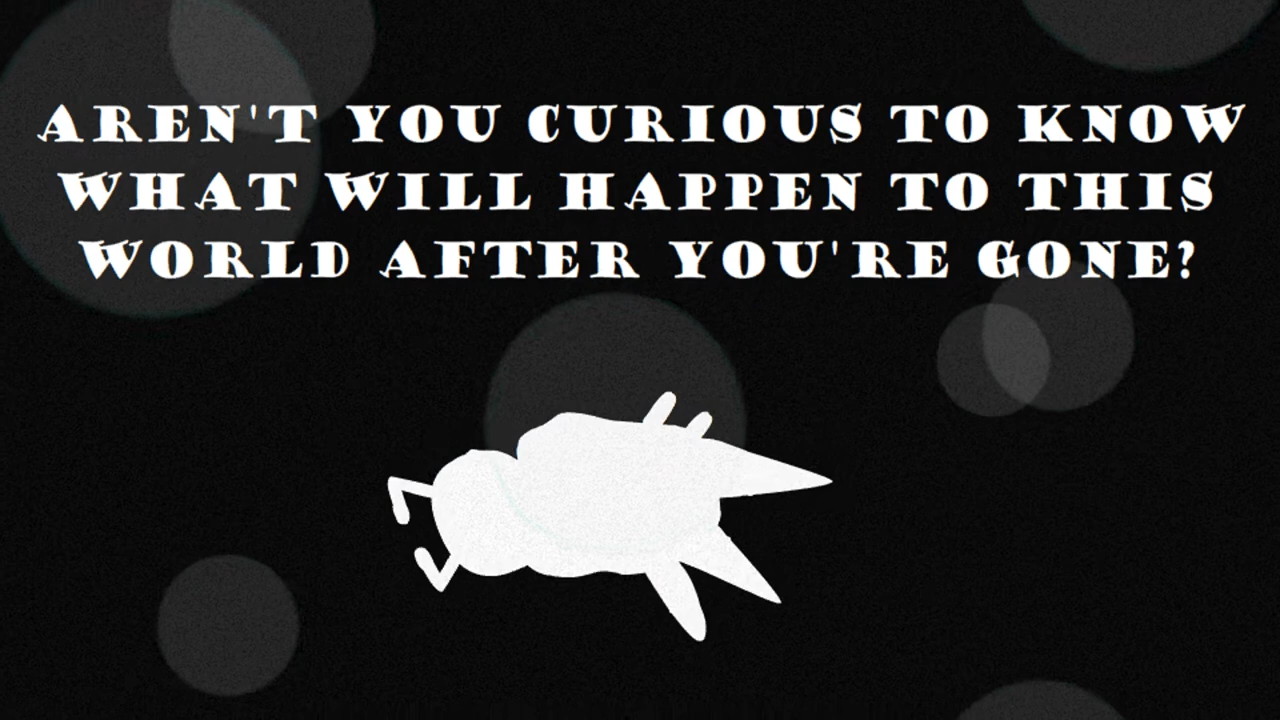 AREN'T YOU CURIOUS TO KNOW
WHAT WILL HAPPEN TO THIS
WORLD AFTER YOU'RE GONE?